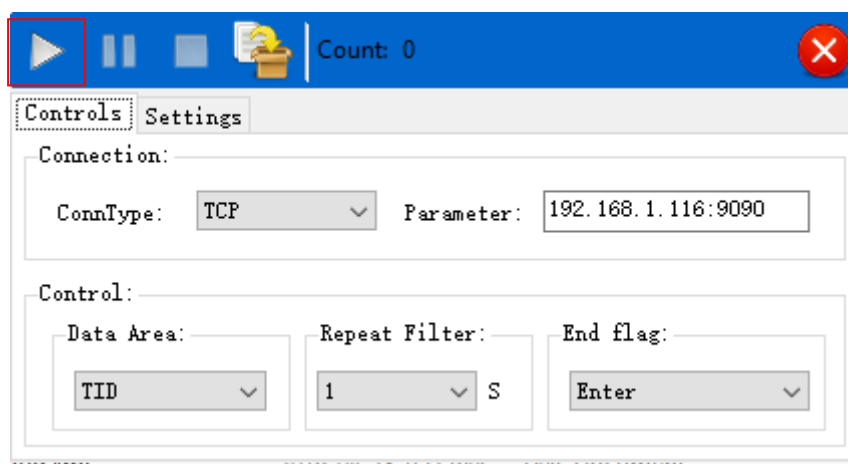 Count: 0
Controls Settings
Connection:
ConnType: TCP Parameter: 192.168.1.116:9090
Control:
Data Area: Repeat Filter: End flag:
TID 1 S Enter